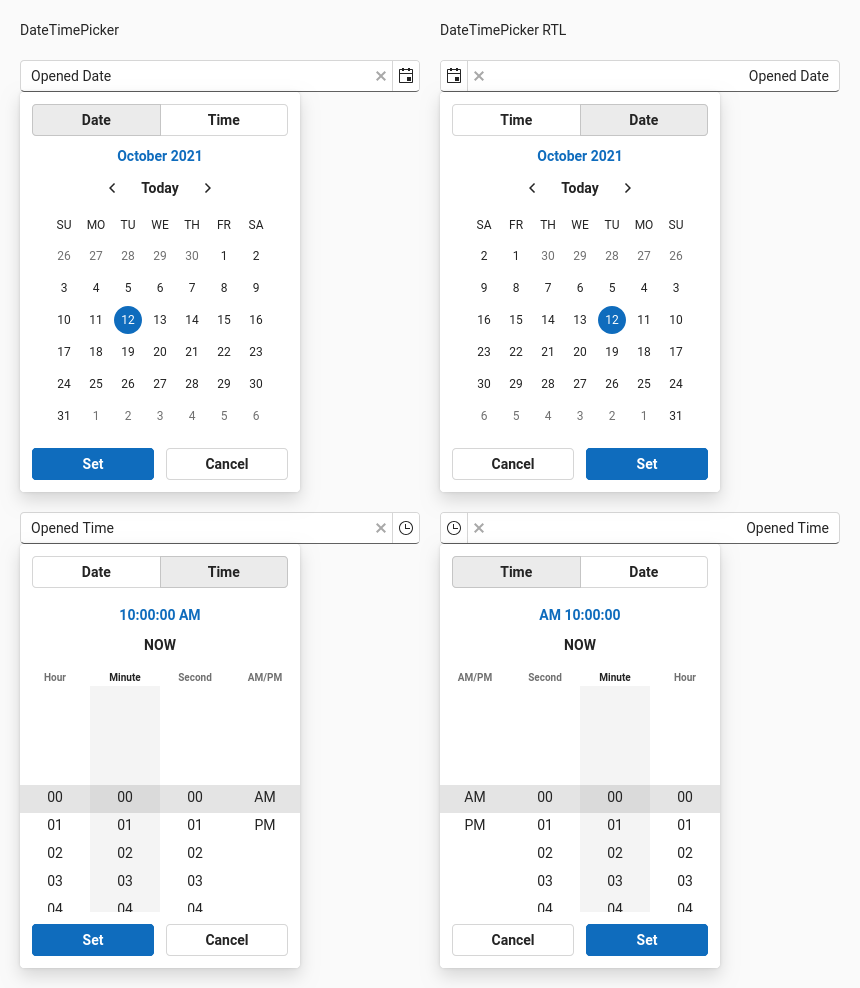 DateTimePicker
Opened Date
Date Time
October 2021
Today
SU MO TU WE TH FR SA
26 27 28 29 30 1 2
3 4 5 6 7 8 9
10 11 12 13 14 15 16
17 18 19 20 21 22 23
24 25 26 27 28 29 30
31 1 2 3 4 5 6
Set Cancel
Opened Time
Date Time
10:00:00 AM
NOW
Hour Minute Second AM/PM
00 00 00 AM
01 01 01 PM
02 02 02
03 03 03
04 04 04
Set Cancel
DateTimePicker RTL
Opened Date
Time Date
October 2021
Today
SA FR TH WE TU MO SU
2 1 30 29 28 27 26
9 8 7 6 5 4 3
16 15 14 13 12 11 10
23 22 21 20 19 18 17
30 29 28 27 26 25 24
6 5 4 3 2 1 31
Cancel Set
Opened Time
Time Date
AM 10:00:00
NOW
AM/PM Second Minute Hour
AM 00 00 00
PM 01 01 01
02 02 02
03 03 03
04 04 04
Cancel Set